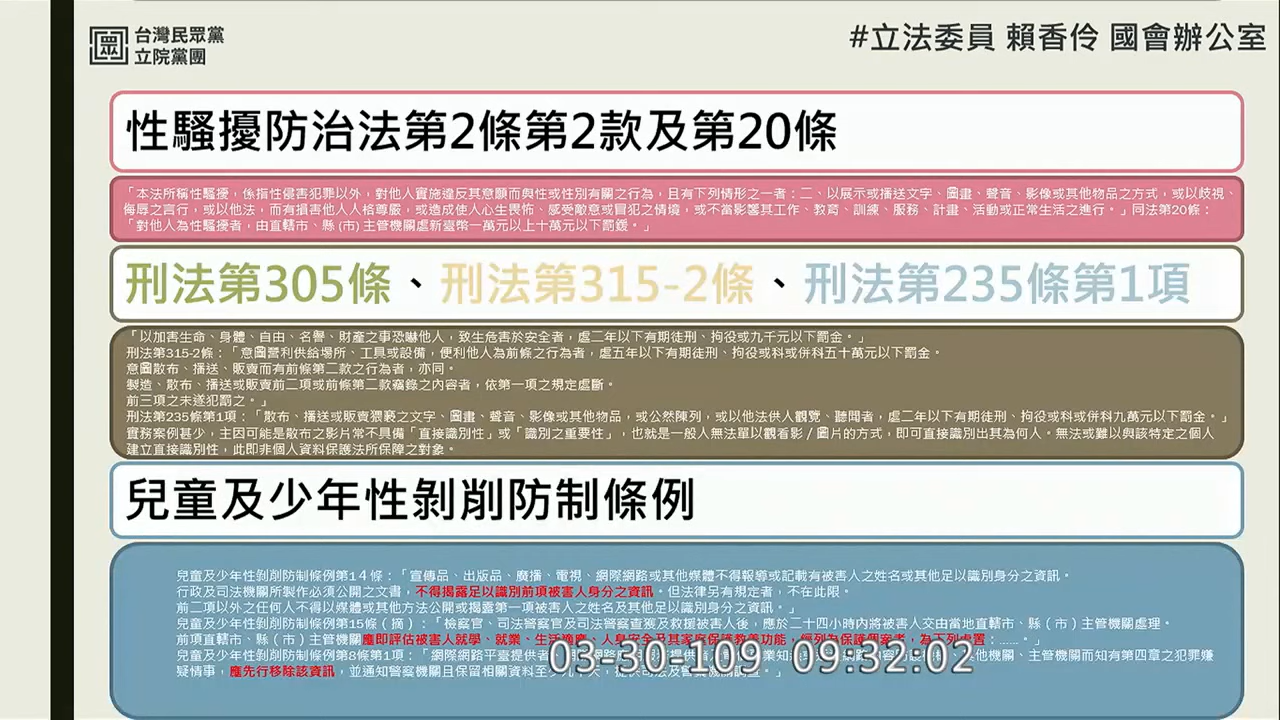 台灣民眾黨
立院黨團
#立法委員 賴香伶 國會辦公室
性騷擾防治法第2條第2款及第20條
「本法所稱性騷擾，係指性侵害犯罪以外，對他人實施違反其意願而與性或性別有關之行為，且有下列情形之一者：二、以展示或播送文字、圖畫、聲音、影像或其他物品之方式，或以歧視、
侮辱之言行，或以他法，而有損害他人人格尊嚴，或造成使人心生畏怖、感受敵意或冒犯之情境，或不當影響其工作、教育、訓練、服務、計畫、活動或正常生活之進行。」同法第20條：
「對他人為性騷擾者，由直轄市、縣 (市) 主管機關處新臺幣一萬元以上十萬元以下罰鍰。」
刑法第305條、刑法第315-2條、刑法第235條第1項
「以加害生命、身體、自由、名譽、財產之事恐嚇他人，致生危害於安全者，處二年以下有期徒刑、拘役或九千元以下罰金。」
刑法第315-2條：「意圖營利供給場所、工具或設備，便利他人為前條之行為者，處五年以下有期徒刑、拘役或科或併科五十萬元以下罰金。
意圖散布、播送、販賣而有前條第二款之行為者，亦同。
製造、散布、播送或販賣前二項或前條第二款竊錄之內容者，依第一項之規定處斷。
前三項之未遂犯罰之。」
刑法第235條第1項：「散布、播送或販賣猥褻之文字、圖畫、聲音、影像或其他物品，或公然陳列，或以他法供人觀覽、聽聞者，處二年以下有期徒刑、拘役或科或併科九萬元以下罰金。」
實務案例甚少，主因可能是散布之影片常不具備「直接識別性」或「識別之重要性」，也就是一般人無法單以觀看影／圖片的方式，即可直接識別出其為何人。無法或難以與該特定之個人
建立直接識別性，此即非個人資料保護法所保障之對象。
兒童及少年性剝削防制條例
兒童及少年性剝削防制條例第14條：「宣傳品、出版品、廣播、電視、網際網路或其他媒體不得報導或記載有被害人之姓名或其他足以識別身分之資訊。
行政及司法機關所製作必須公開之文書，不得揭露足以識別前項被害人身分之資訊。但法律另有規定者，不在此限。
前二項以外之任何人不得以媒體或其他方法公開或揭露第一項被害人之姓名及其他足以識別身分之資訊。」
兒童及少年性剝削防制條例第15條（摘）：「檢察官、司法警察官及司法警察查獲及救援被害人後，應於二十四小時內將被害人交由當地直轄市、縣（市）主管機關處理。
前項直轄市、縣（市）主管機關應即評估被害人就學、就業、生活適應、人身安全及其家庭保護教養功能，經列為保護個案者，為下列處置：……。」
兒童及少年性剝削防制條例第8條第1項：「網際網路平臺提供者 他機關、主管機關而知有第四章之犯罪嫌
疑情事，應先行移除該資訊，並通知警察機關且保留相關資料至少九十天，提供司法及警察機關調查。」
03-30-109 09:32:02